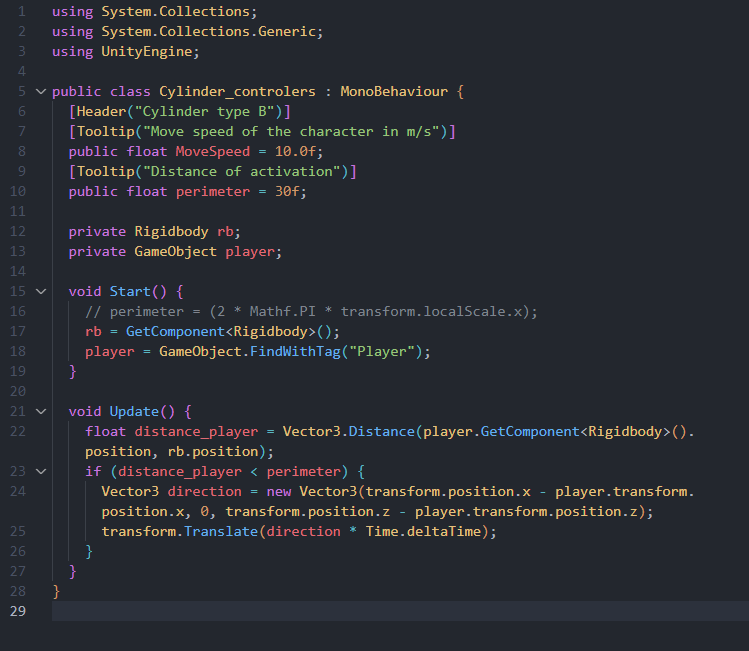 1 using System.Collections;
2 using System.Collections.Generic;
3 using UnityEngine;
4
5 public class Cylinder_controlers : MonoBehaviour {
6 [Header("Cylinder type B")]
7 [Tooltip("Move speed of the character in m/s")]
8 public float MoveSpeed = 10.0f;
9 [Tooltip("Distance of activation")]
10 public float perimeter = 30f;
11
12 private Rigidbody rb;
13 private GameObject player;
14
15 void Start() {
16 // perimeter = (2 * Mathf.PI * transform.localScale.x);
17 rb = GetComponent<Rigidbody>();
18 player = GameObject.FindWithTag("Player");
19 }
20
21 void Update() {
22 float distance_player = Vector3.Distance(player.GetComponent<Rigidbody>().
position, rb.position);
23 if (distance_player < perimeter) {
24 Vector3 direction = new Vector3(transform.position.x - player.transform.
position.x, 0, transform.position.z - player.transform.position.z);
25 transform.Translate(direction * Time.deltaTime);
26 }
27 }
28 }
29